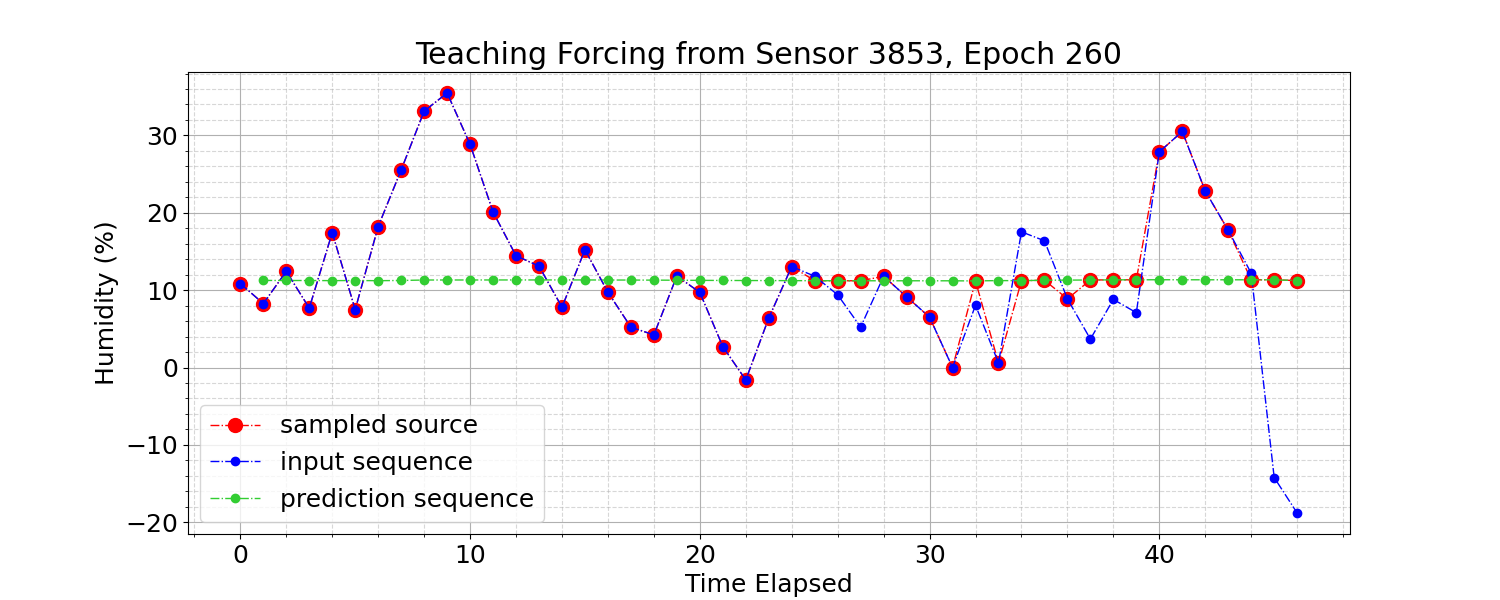 Teaching Forcing from Sensor 3853, Epoch 260
Humidity (%)
30
20
10
0
−10
−20
sampled source
input sequence
prediction sequence
0 10 20 30 40
Time Elapsed